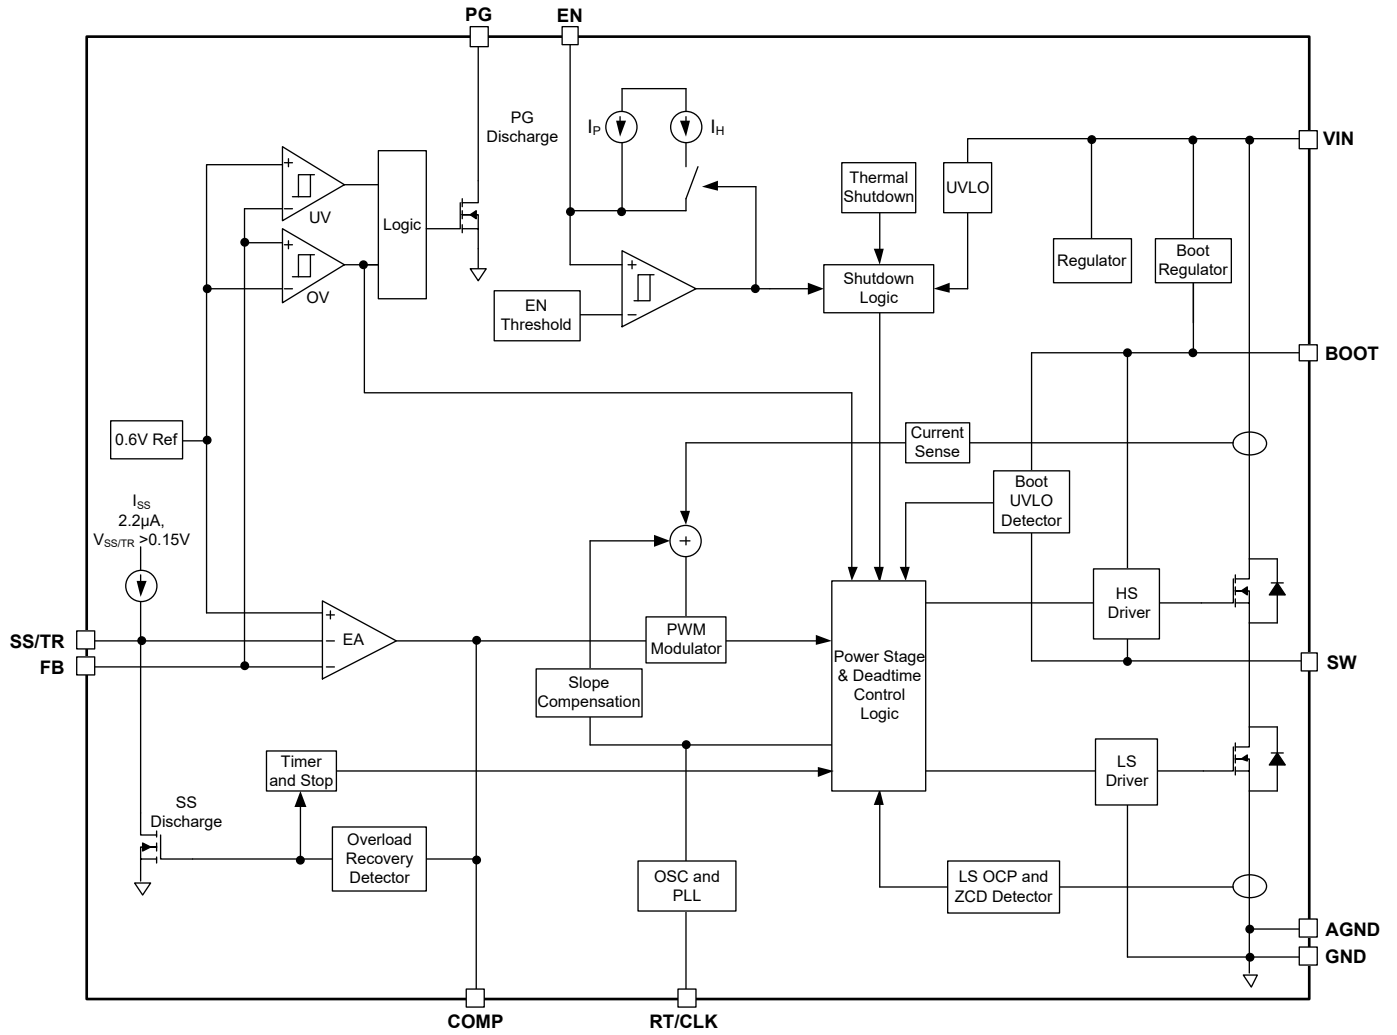 PG
EN
PG
Discharge
IP
IH
VIN
Thermal
Shutdown
UVLO
+
−
UV
Logic
+
−
OV
Regulator
Boot
Regulator
+
−
EN
Threshold
Shutdown
Logic
BOOT
0.6V Ref
Current
Sense
Boot
UVLO
Detector
ISS
2.2µA,
VSS/TR >0.15V
+
HS
Driver
SS/TR
FB
+
−
−
EA
PWM
Modulator
Power Stage
& Deadtime
Control
Logic
SW
Slope
Compensation
Timer
and Stop
LS
Driver
SS
Discharge
Overload
Recovery
Detector
OSC and
PLL
LS OCP and
ZCD Detector
AGND
GND
COMP
RT/CLK